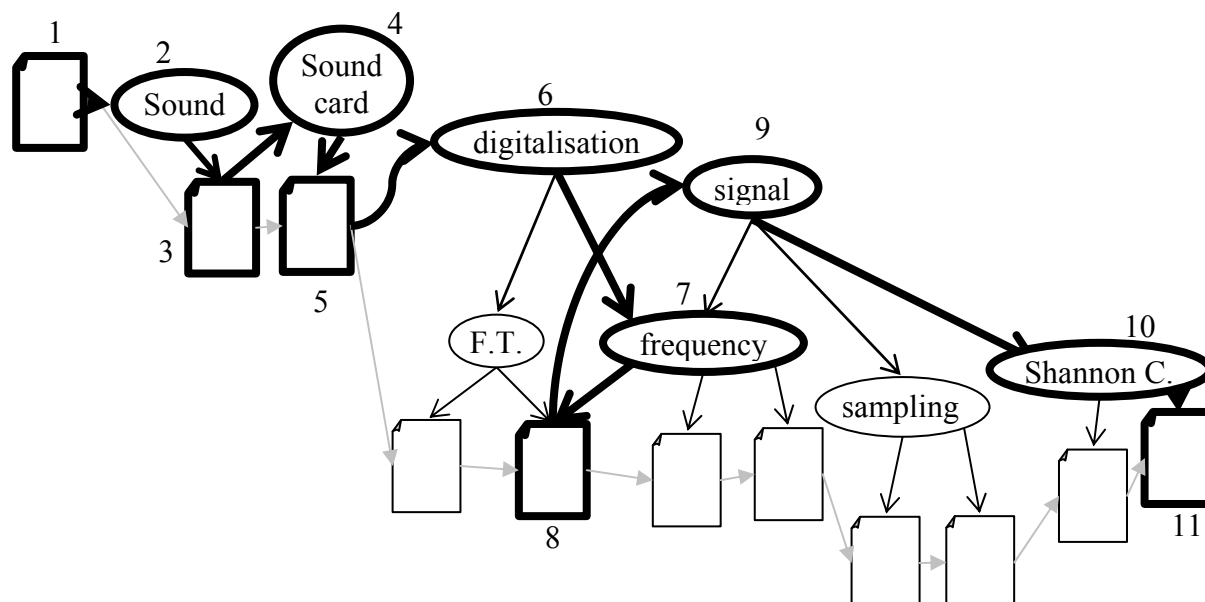 1
2
4
Sound
card
Sound
6
9
digitalisation
signal
3
5
7
10
F.T.
frequency
Shannon C.
sampling
8
11